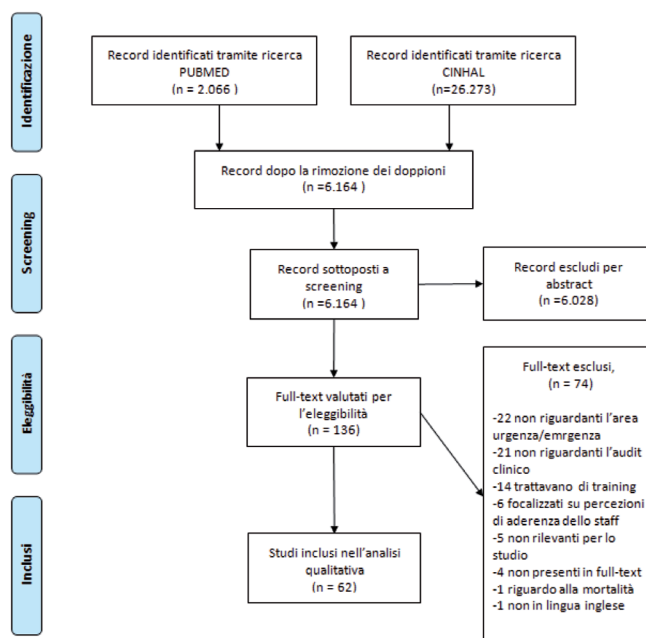 Identificazione
Record identificati tramite ricerca
PUBMED
(n = 2.066 )
Record identificati tramite ricerca
CINHAL
(n=26.273)
Record dopo la rimozione dei doppioni
(n =6.164 )
Screening
Record sottoposti a
screening
(n =6.164 )
Record escludi per
abstract
(n =6.028)
Eleggibilità
Full-text valutati per
l'eleggibilità
(n = 136)
Full-text esclusi,
(n = 74)
-22 non riguardanti l'area
urgenza/emrgenza
-21 non riguardanti l'audit
clinico
-14 trattavano di training
-6 focalizzati su percezioni
di aderenza dello staff
-5 non rilevanti per lo
studio
-4 non presenti in full-text
-1 riguardo alla mortalità
-1 non in lingua inglese
Inclusi
Studi inclusi nell'analisi
qualitativa
(n = 62)